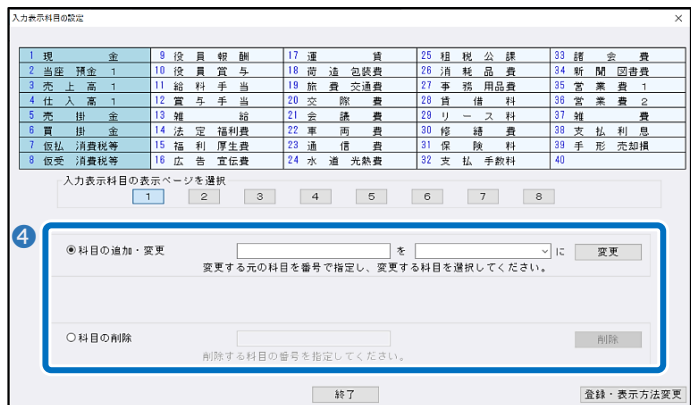 入力表示科目の設定 ×
1 現 金 9 役員報酬 17 運 賃 25 租税公課 33 諸 会 費
2 当座 預金 1 10 役員賞与 18 荷造 包装費 26 消耗品費 34 新聞 図書費
3 売 上 高 1 11 給料手当 19 旅費 交通費 27 事務 用品費 35 営 業 費 1
4 仕 入 高 1 12 賞与手当 20 交 際 費 28 賃 借 料 36 営 業 費 2
5 売 掛 金 13 雑 給 21 会 議 費 29 リース料 37 雑 費
6 買 掛 金 14 法定 福利費 22 車 両 費 30 修 繕 費 38 支払利息
7 仮払 消費税等 15 福利 厚生費 23 通 信 費 31 保 険 料 39 手形 売却損
8 仮受 消費税等 16 広告 宣伝費 24 水道 光熱費 32 支払 手数料 40
入力表示科目の表示ページを選択
1 2 3 4 5 6 7 8
4
科目の追加・変更 を に 変更
変更する元の科目を番号で指定し、変更する科目を選択してください。
科目の削除 削除
削除する科目の番号を指定してください。
終了 登録・表示方法変更